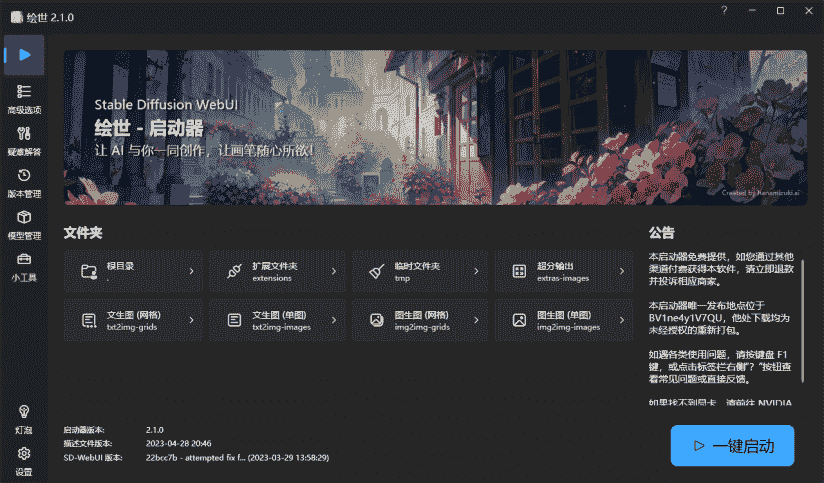 绘世 2.1.0
?
高级选项
疑难解答
版本管理
模型管理
小工具
灯泡
设置
Stable Diffusion WebUI
绘世 - 启动器
让 AI 与你一同创作，让画笔随心所欲！
Created by hanamizuki.ai
文件夹
根目录
.
扩展文件夹
extensions
临时文件夹
tmp
超分输出
extras-images
文生图 (网格)
txt2img-grids
文生图 (单图)
txt2img-images
图生图 (网格)
img2img-grids
图生图 (单图)
img2img-images
公告
本启动器免费提供，如您通过其他
渠道付费获得本软件，请立即退款
并投诉相应商家。
本启动器唯一发布地点位于
BV1ne4y1V7QU，他处下载均为
未经授权的重新打包。
如遇各类使用问题，请按键盘 F1
键，或点击标签栏右侧“？”按钮查
看常见问题或直接反馈。
如果找不到显卡，请前往 NVIDIA
启动器版本: 2.1.0
描述文件版本: 2023-04-28 20:46
SD-WebUI 版本: 22bcc7b - attempted fix f... (2023-03-29 13:58:29)
一键启动